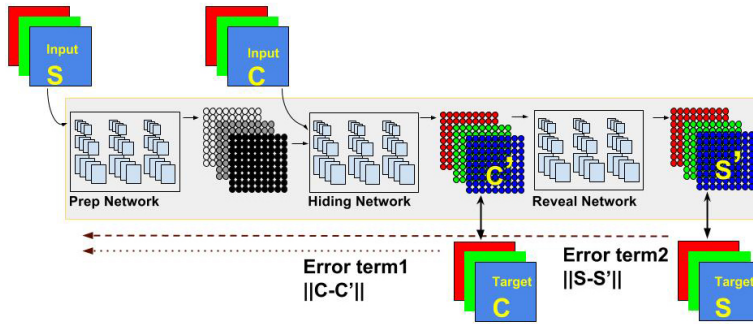 Input
S
Input
C
Prep Network
Hiding Network
C'
Reveal Network
S'
Error term1
||C-C'||
Target
C
Error term2
||S-S'||
Target
S